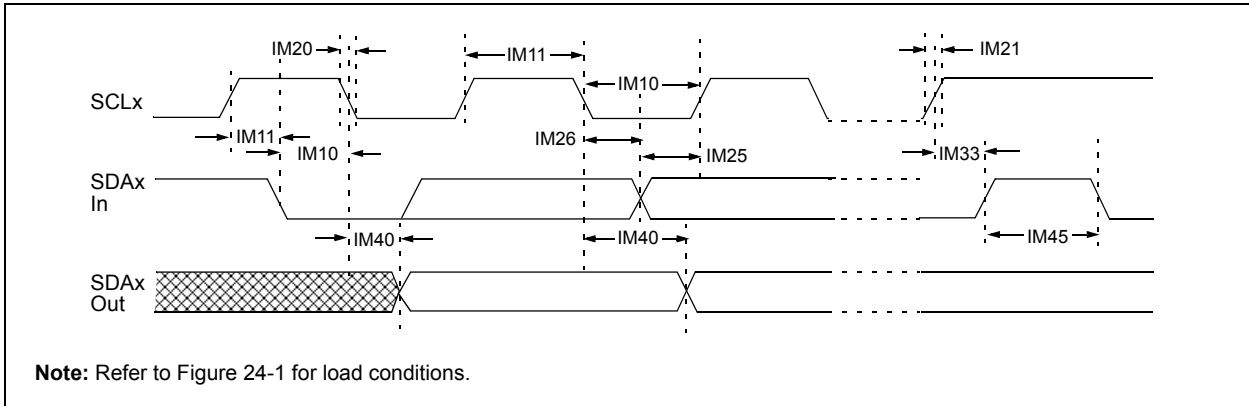 IM20
IM11
IM21
IM10
SCLx
IM11
IM26
IM10
IM25
IM33
SDAx
In
IM40
IM40
IM45
SDAx
Out
Note: Refer to Figure 24-1 for load conditions.